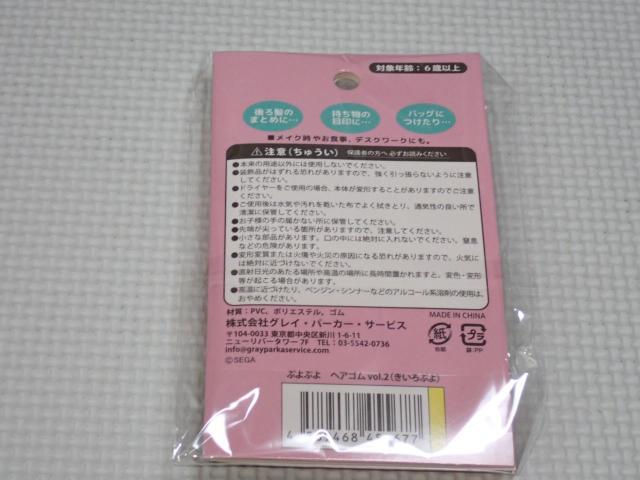 対象年齢：6歳以上
後ろ髪の
まとめに…
持ち物の
目印に…
バッグに
つけたり…
■メイク時やお食事、デスクワークにも。
注意(ちゅうい) 保護者の方へ 必ずお読みください
●本来の用途以外には使用しないでください。
●装飾品がはずれる恐れがありますので、強く引っ張らないように注意
してください。
●ドライヤーをご使用の場合、本体が変形することがありますのでご注意
ください。
●ご使用後は水気や汚れを乾いた布でよく拭きとり、通気性の良い所で
清潔に保管してください。
●お子様の手の届かない所に保管してください。
●先端が尖っている箇所がありますので、注意してください。
●小さな部品があります。口の中には絶対に入れないでください。窒息
などの危険があります。
●変形変質または火傷や火災の原因になる恐れがありますので、火気に
は絶対に近づけないでください。
●直射日光のあたる場所や高温の場所に長時間置かれますと、変色・変形
等が起こる場合があります。
●高温に近づけたり、ベンジン・シンナーなどのアルコール系溶剤の使用は、
おやめください。
材質：PVC、ポリエステル、ゴム
株式会社グレイ・パーカー・サービス
〒104-0033 東京都中央区新川 1-6-11
ニューリバータワー 7F TEL：03-5542-0736
info@grayparkaservice.com
©SEGA
MADE IN CHINA
紙
台紙
プラ
袋：PP
ぷよぷよ ヘアゴム vol.2(きいろぷよ)